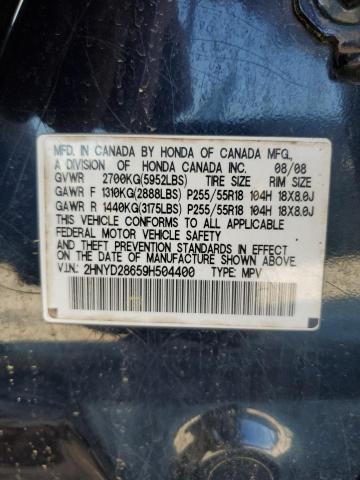 MFD. IN CANADA BY HONDA OF CANADA MFG.,
A DIVISION OF HONDA CANADA INC. 08/08
GVWR 2700KG(5952LBS) TIRE SIZE RIM SIZE
GAWR F 1310KG(2888LBS) P255/55R18 104H 18X8.0J
GAWR R 1440KG(3175LBS) P255/55R18 104H 18X8.0J
THIS VEHICLE CONFORMS TO ALL APPLICABLE
FEDERAL MOTOR VEHICLE SAFETY
AND THEFT PREVENTION STANDARDS IN EFFECT
ON THE DATE OF MANUFACTURE SHOWN ABOVE.
V.I.N.: 2HNYD28659H504400 TYPE: MPV